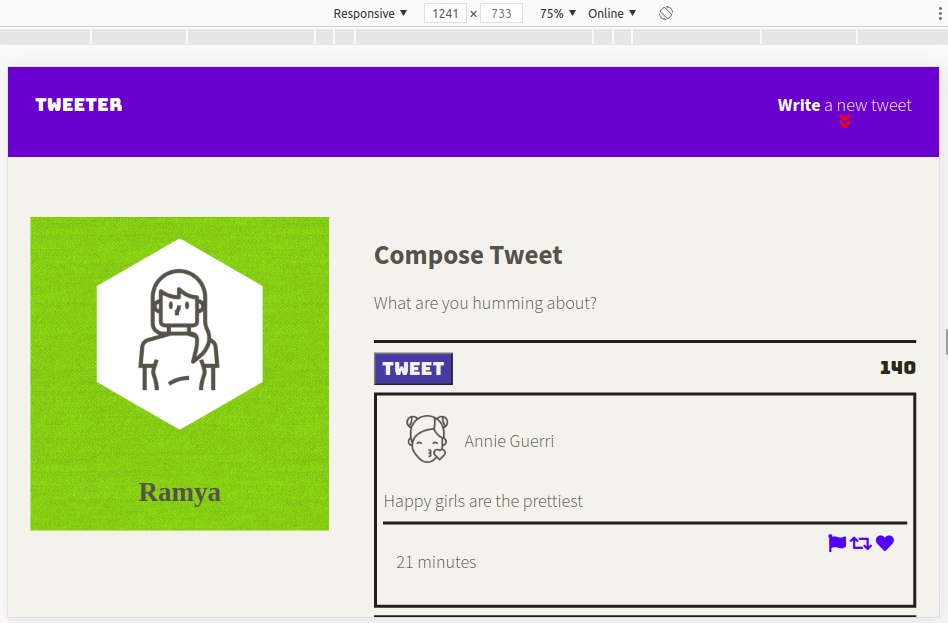 Responsive ▼ 1241 × 733 75% ▼ Online ▼
TWEETER
Write a new tweet
Ramya
Compose Tweet
What are you humming about?
TWEET 140
Annie Guerri
Happy girls are the prettiest
21 minutes